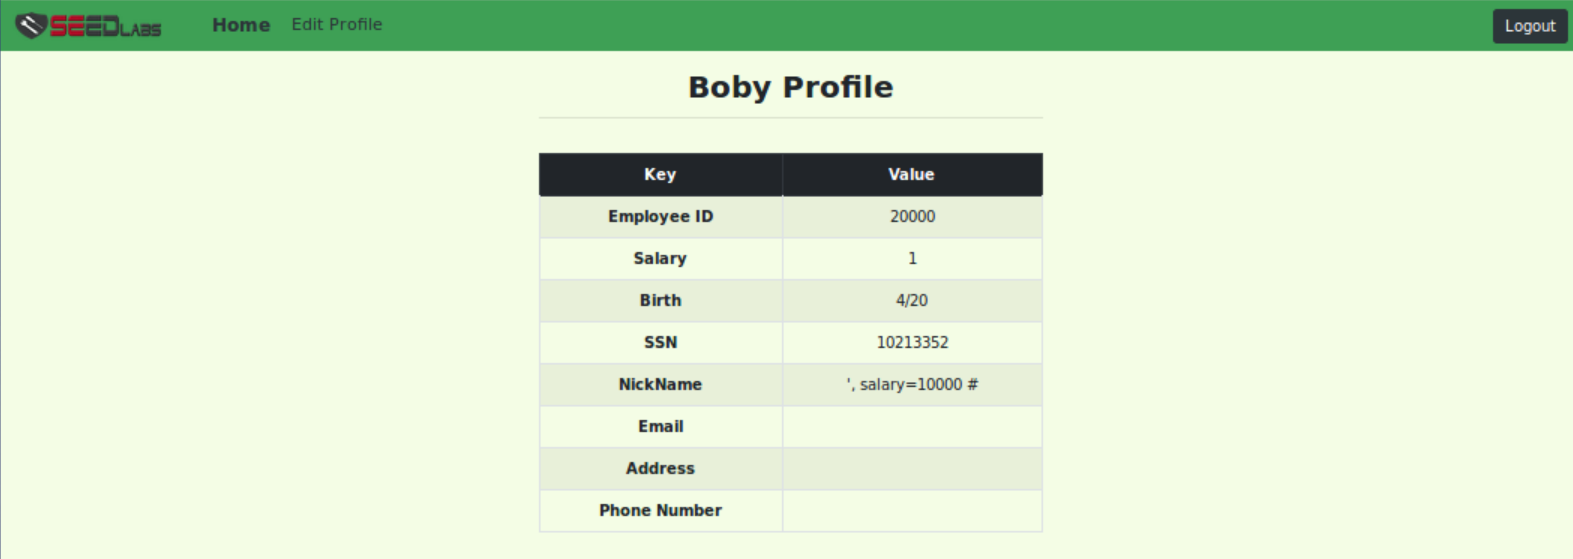 SEEDLABS Home Edit Profile Logout
Boby Profile
Key Value
Employee ID 20000
Salary 1
Birth 4/20
SSN 10213352
NickName ', salary=10000 #
Email
Address
Phone Number